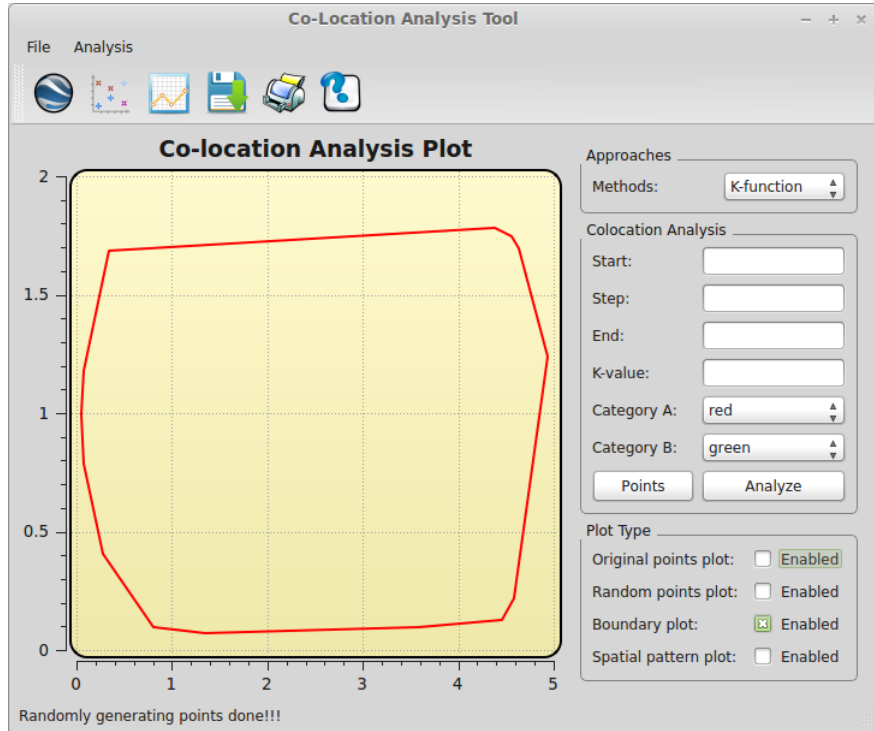 Co-Location Analysis Tool
File Analysis
Co-location Analysis Plot
2
1.5
1
0.5
0
0 1 2 3 4 5
Approaches
Methods: K-function
Colocation Analysis
Start:
Step:
End:
K-value:
Category A: red
Category B: green
Points Analyze
Plot Type
Original points plot: Enabled
Random points plot: Enabled
Boundary plot: Enabled
Spatial pattern plot: Enabled
Randomly generating points done!!!